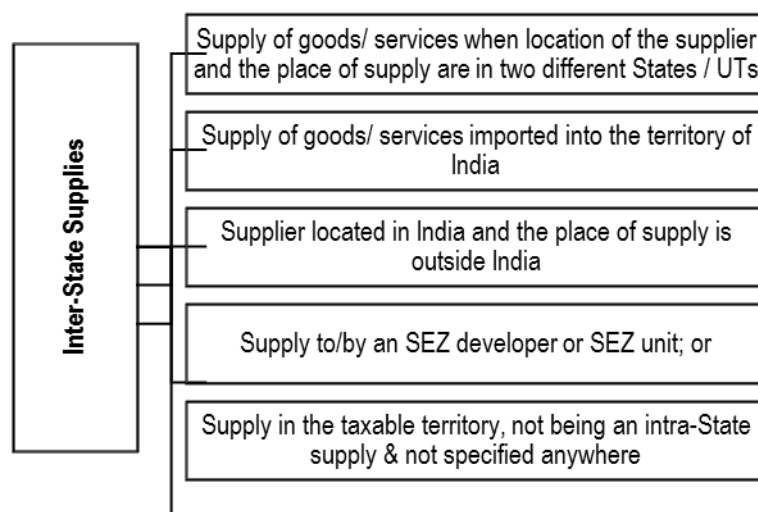 Inter-State Supplies
Supply of goods/ services when location of the supplier
and the place of supply are in two different States / UTs
Supply of goods/ services imported into the territory of
India
Supplier located in India and the place of supply is
outside India
Supply to/by an SEZ developer or SEZ unit; or
Supply in the taxable territory, not being an intra-State
supply & not specified anywhere